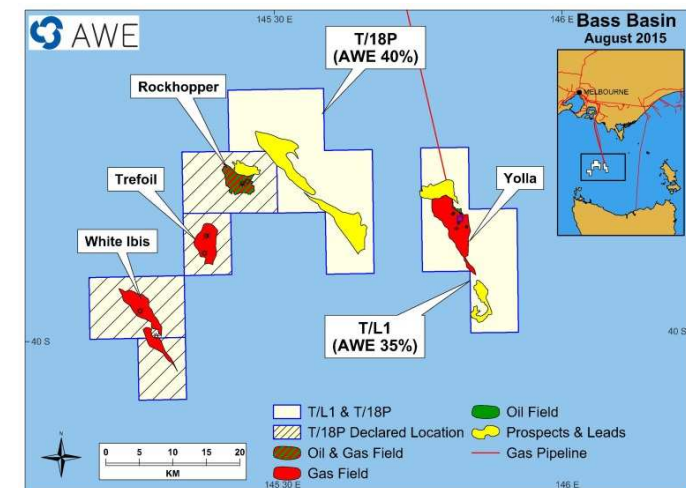 AWE
145 30 E
146 E
Bass Basin
August 2015
T/18P
(AWE 40%)
Rockhopper
MELBOURNE
Trefoil
Yolla
White Ibis
T/L1
(AWE 35%)
40 S
40 S
T/L1 & T/18P
T/18P Declared Location
Oil & Gas Field
Gas Field
Oil Field
Prospects & Leads
Gas Pipeline
N
0 5 10 15 20
KM
145 30 E
146 E